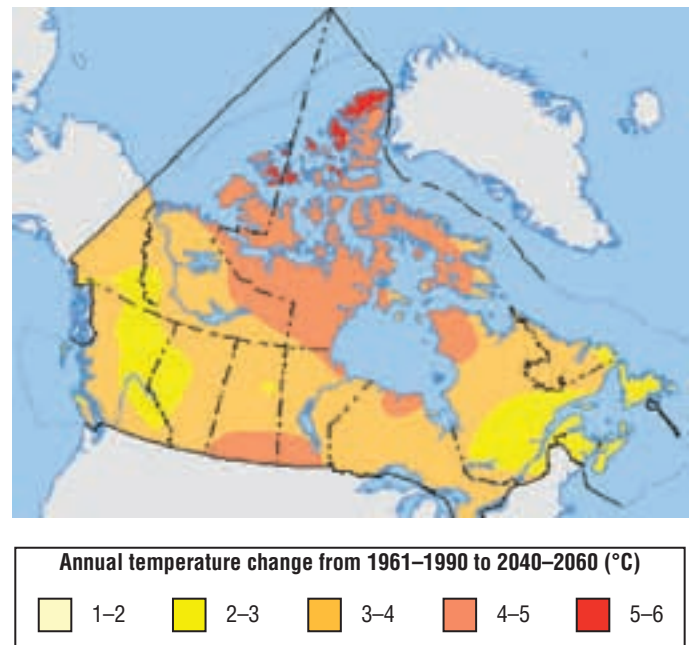 Annual temperature change from 1961–1990 to 2040–2060 (°C)
1–2 2–3 3–4 4–5 5–6